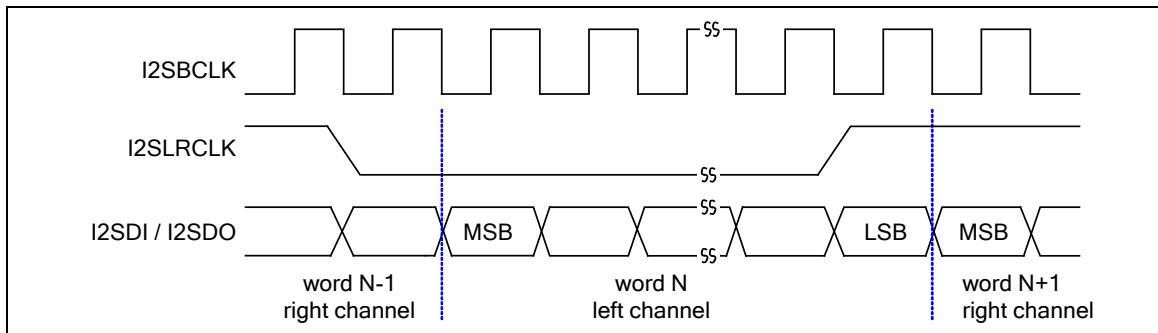 I2SBCLK
I2SLRCLK
I2SDI / I2SDO
MSB
LSB
MSB
word N-1
right channel
word N
left channel
word N+1
right channel